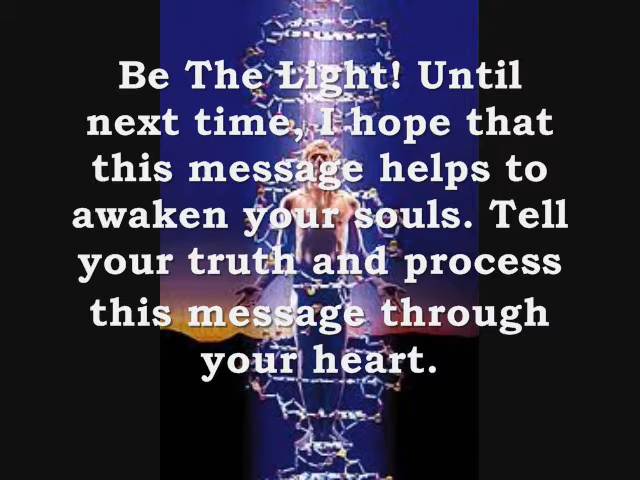 Be The Light! Until
next time, I hope that
this message helps to
awaken your souls. Tell
your truth and process
this message through
your heart.